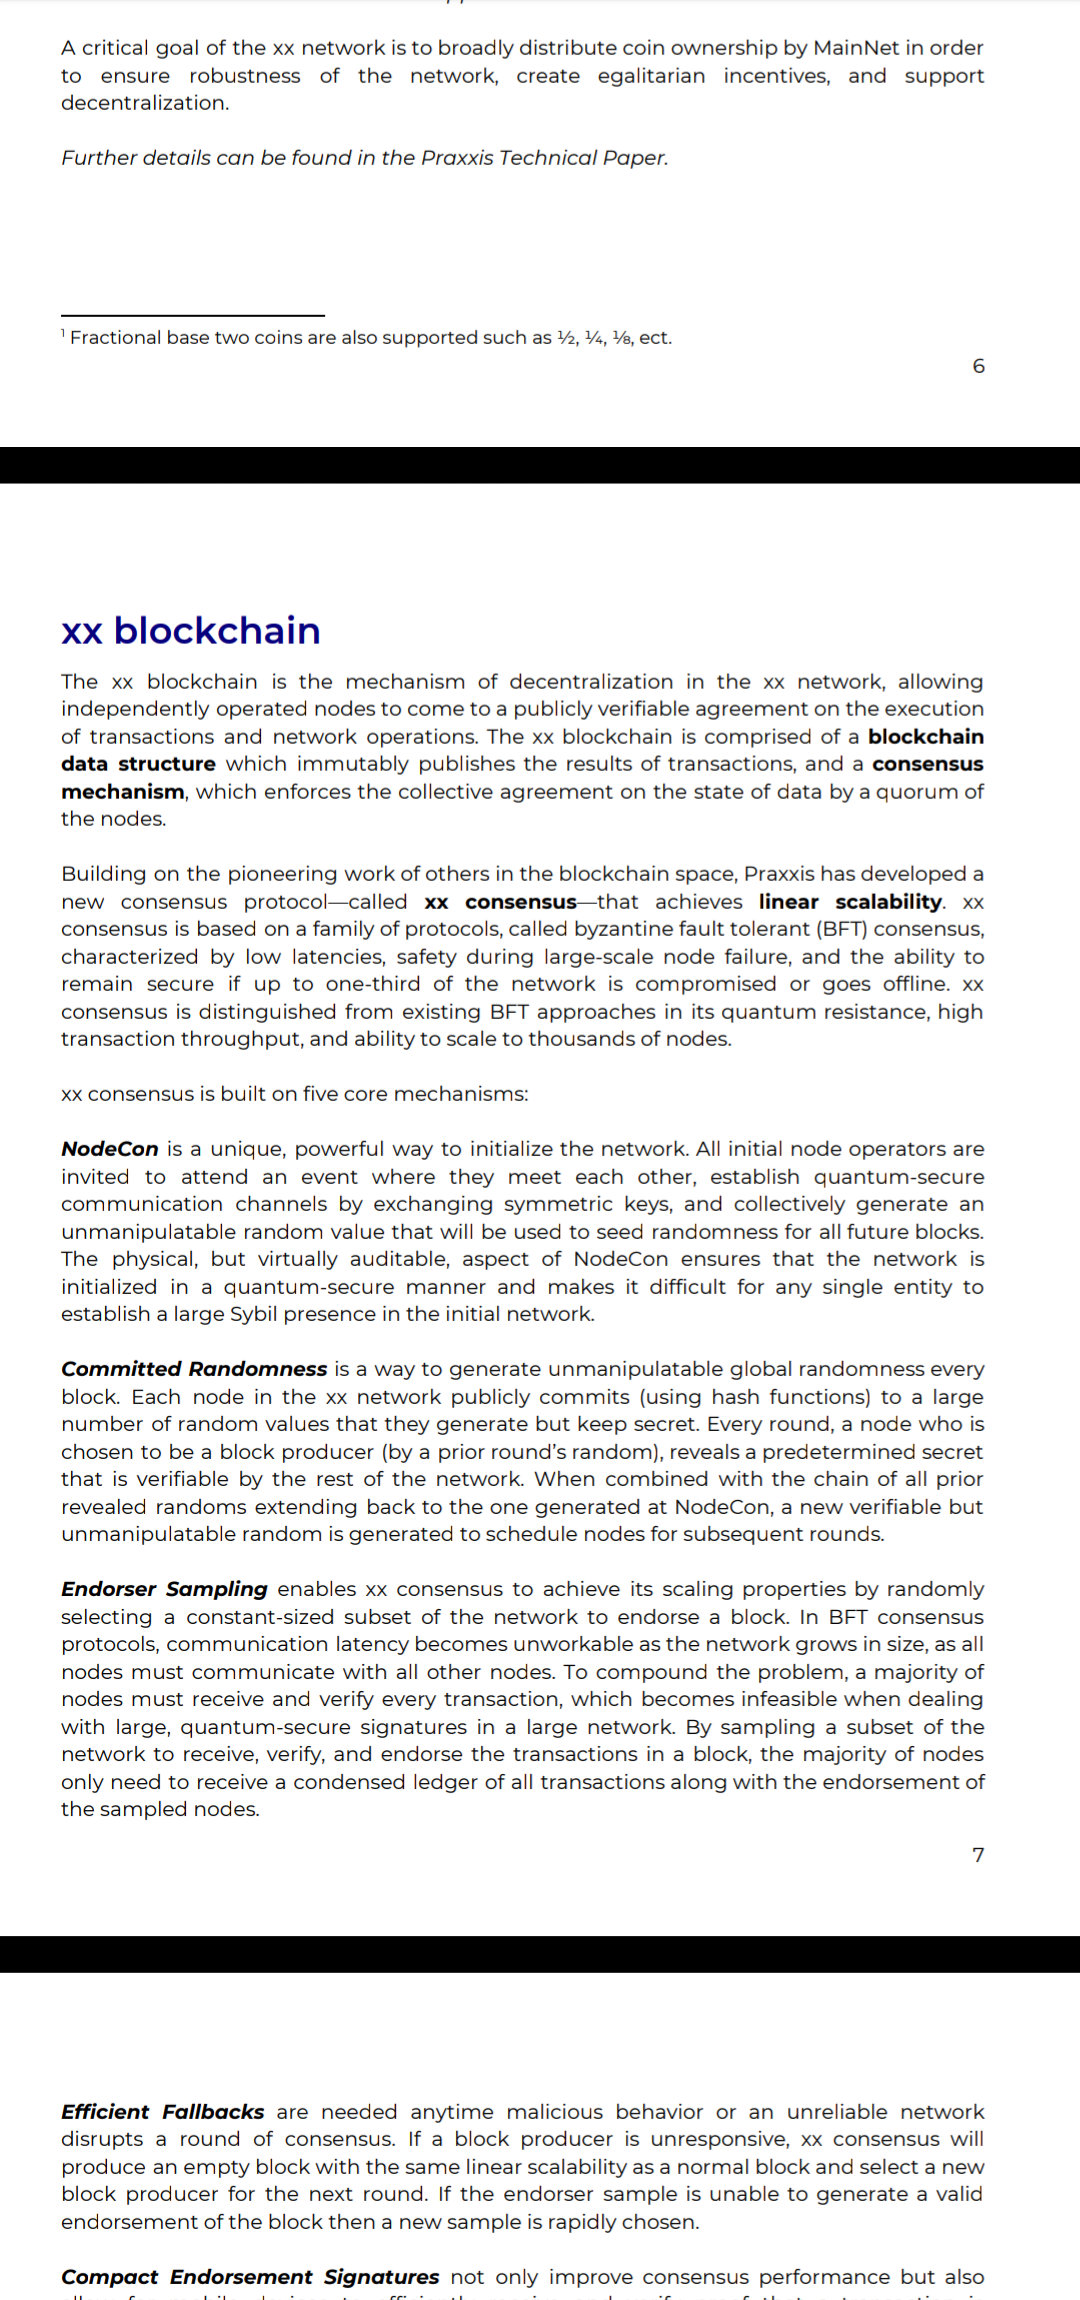 A critical goal of the xx network is to broadly distribute coin ownership by MainNet in order
to ensure robustness of the network, create egalitarian incentives, and support
decentralization.
Further details can be found in the Praxxis Technical Paper.
¹ Fractional base two coins are also supported such as ½, ¼, ⅛, ect.
6
xx blockchain
The xx blockchain is the mechanism of decentralization in the xx network, allowing
independently operated nodes to come to a publicly verifiable agreement on the execution
of transactions and network operations. The xx blockchain is comprised of a blockchain
data structure which immutably publishes the results of transactions, and a consensus
mechanism, which enforces the collective agreement on the state of data by a quorum of
the nodes.
Building on the pioneering work of others in the blockchain space, Praxxis has developed a
new consensus protocol—called xx consensus—that achieves linear scalability. xx
consensus is based on a family of protocols, called byzantine fault tolerant (BFT) consensus,
characterized by low latencies, safety during large-scale node failure, and the ability to
remain secure if up to one-third of the network is compromised or goes offline. xx
consensus is distinguished from existing BFT approaches in its quantum resistance, high
transaction throughput, and ability to scale to thousands of nodes.
xx consensus is built on five core mechanisms:
NodeCon is a unique, powerful way to initialize the network. All initial node operators are
invited to attend an event where they meet each other, establish quantum-secure
communication channels by exchanging symmetric keys, and collectively generate an
unmanipulatable random value that will be used to seed randomness for all future blocks.
The physical, but virtually auditable, aspect of NodeCon ensures that the network is
initialized in a quantum-secure manner and makes it difficult for any single entity to
establish a large Sybil presence in the initial network.
Committed Randomness is a way to generate unmanipulatable global randomness every
block. Each node in the xx network publicly commits (using hash functions) to a large
number of random values that they generate but keep secret. Every round, a node who is
chosen to be a block producer (by a prior round's random), reveals a predetermined secret
that is verifiable by the rest of the network. When combined with the chain of all prior
revealed randoms extending back to the one generated at NodeCon, a new verifiable but
unmanipulatable random is generated to schedule nodes for subsequent rounds.
Endorser Sampling enables xx consensus to achieve its scaling properties by randomly
selecting a constant-sized subset of the network to endorse a block. In BFT consensus
protocols, communication latency becomes unworkable as the network grows in size, as all
nodes must communicate with all other nodes. To compound the problem, a majority of
nodes must receive and verify every transaction, which becomes infeasible when dealing
with large, quantum-secure signatures in a large network. By sampling a subset of the
network to receive, verify, and endorse the transactions in a block, the majority of nodes
only need to receive a condensed ledger of all transactions along with the endorsement of
the sampled nodes.
7
Efficient Fallbacks are needed anytime malicious behavior or an unreliable network
disrupts a round of consensus. If a block producer is unresponsive, xx consensus will
produce an empty block with the same linear scalability as a normal block and select a new
block producer for the next round. If the endorser sample is unable to generate a valid
endorsement of the block then a new sample is rapidly chosen.
Compact Endorsement Signatures not only improve consensus performance but also